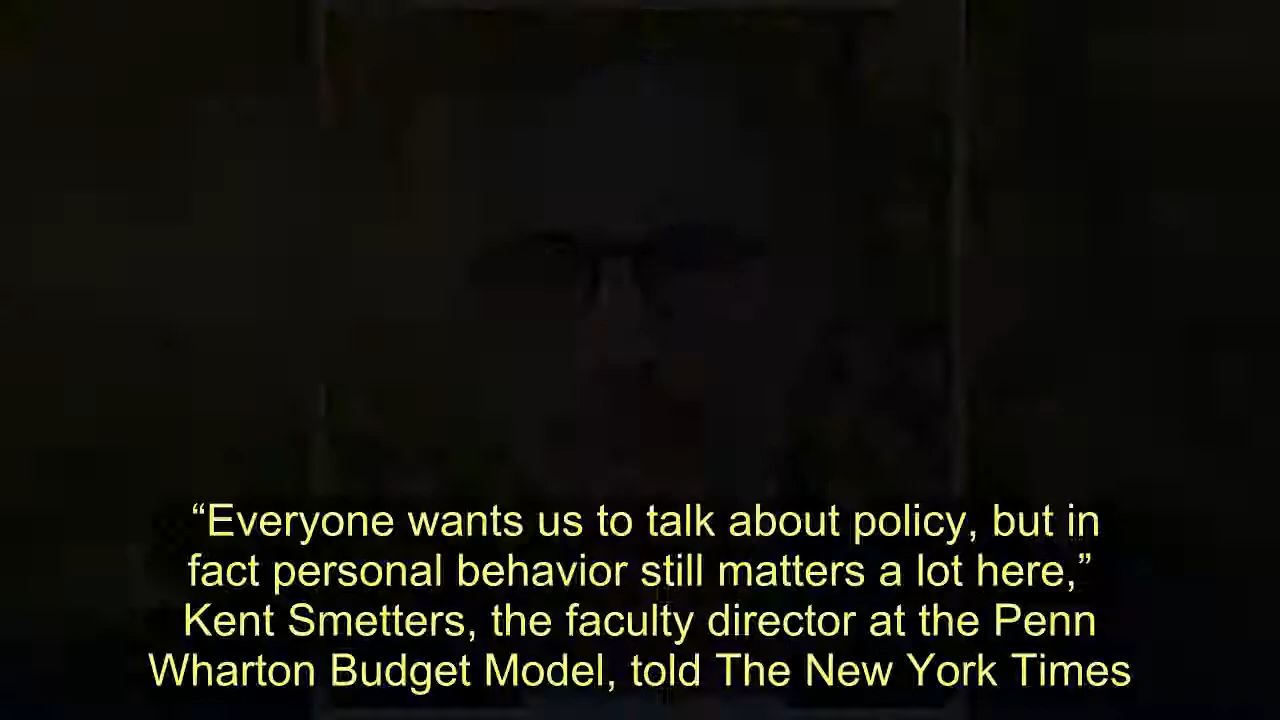 “Everyone wants us to talk about policy, but in
fact personal behavior still matters a lot here,”
Kent Smetters, the faculty director at the Penn
Wharton Budget Model, told The New York Times